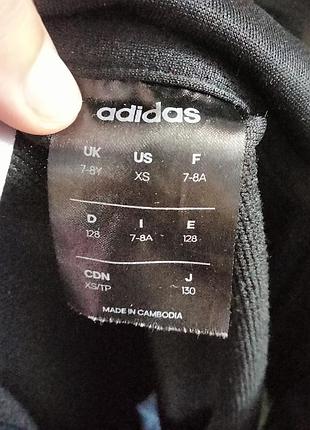 adidas
UK US F
7-8Y XS 7-8A
D I E
128 7-8A 128
CDN J
XS/TP 130
MADE IN CAMBODIA